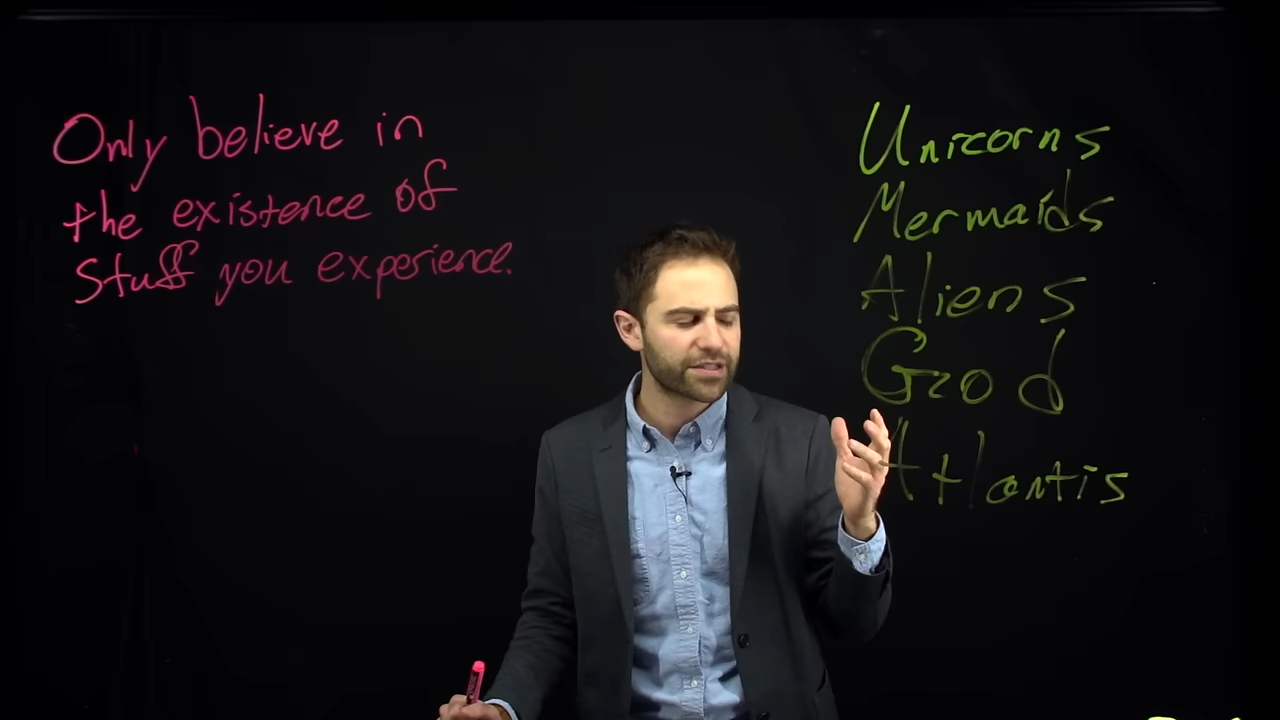 Only believe in
the existence of
stuff you experience.
Unicorns
Mermaids
Aliens
God
Atlantis